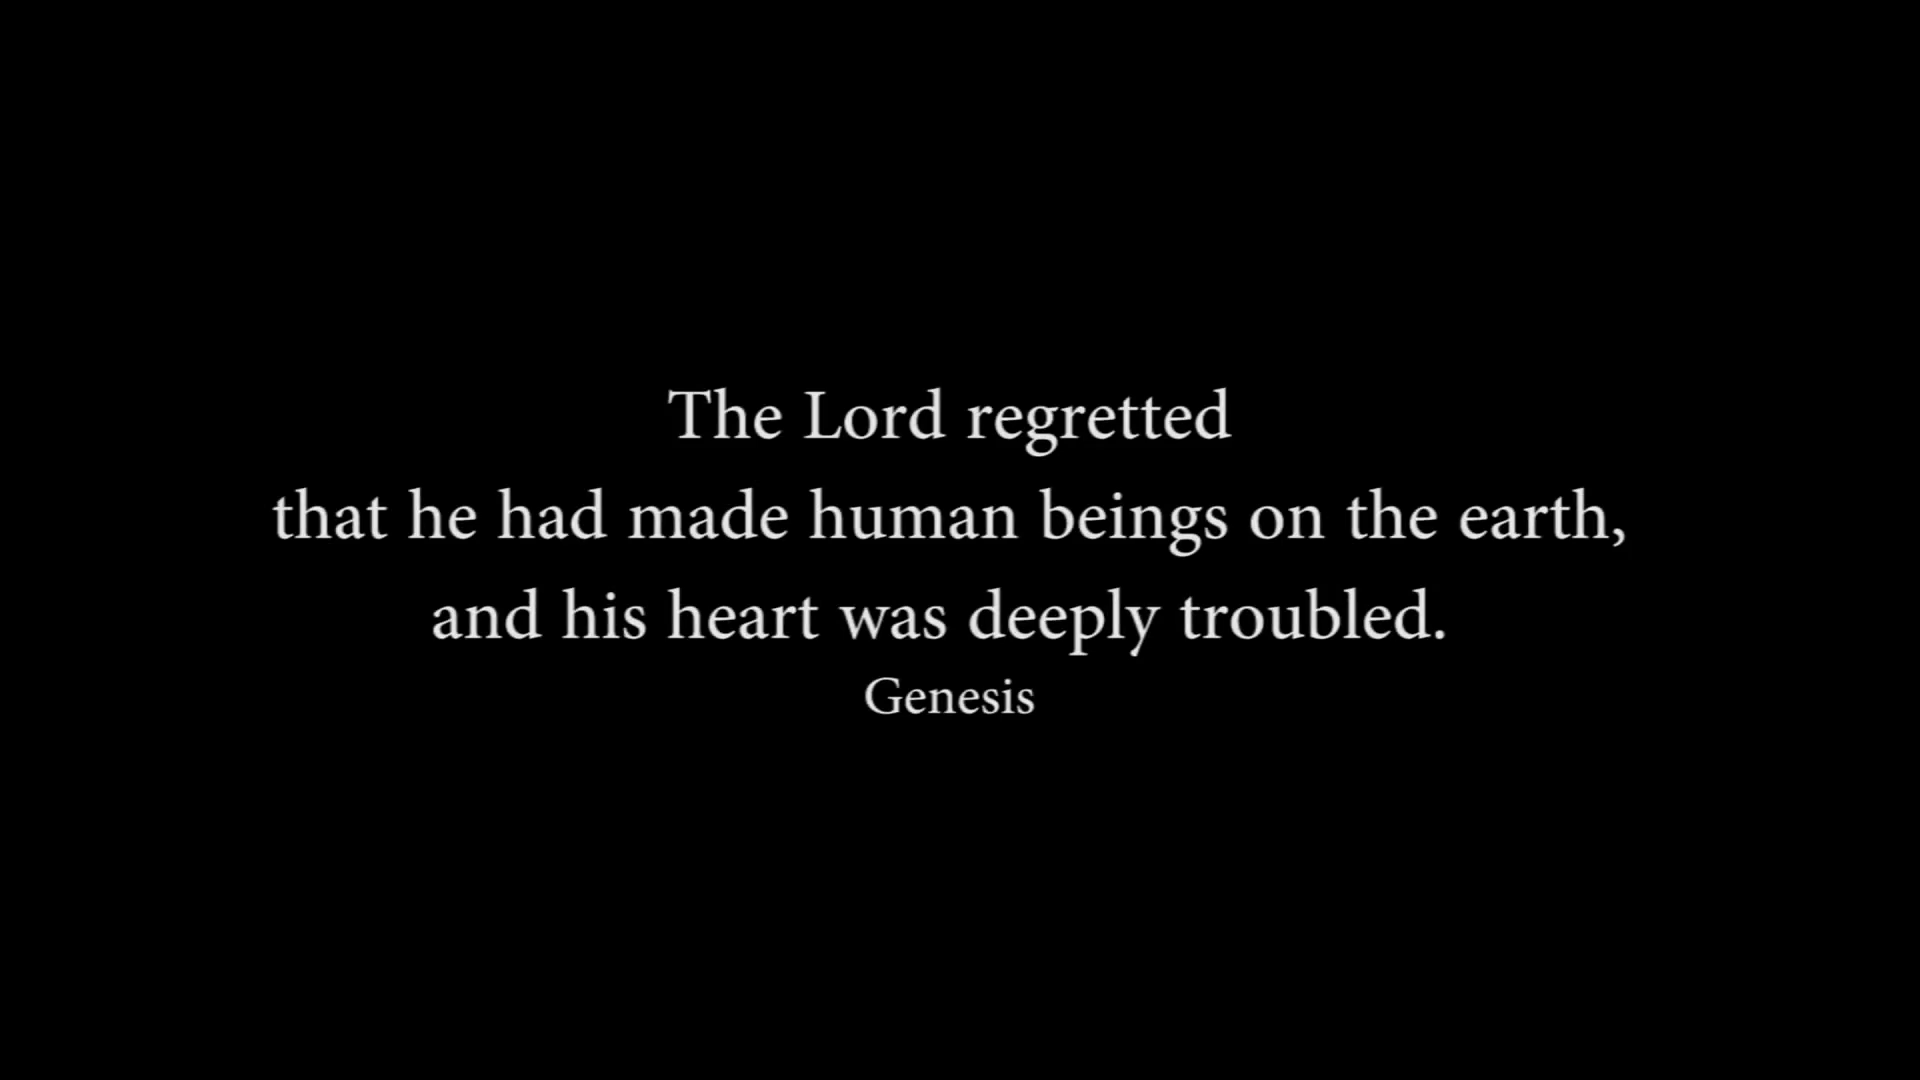 The Lord regretted
that he had made human beings on the earth,
and his heart was deeply troubled.
Genesis